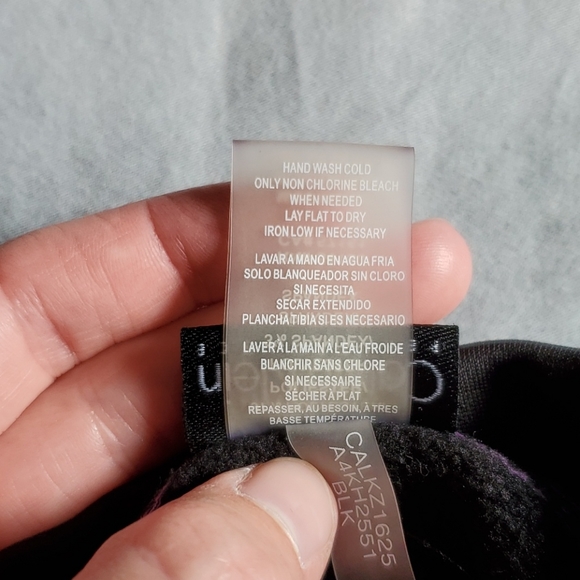 HAND WASH COLD
ONLY NON CHLORINE BLEACH
WHEN NEEDED
LAY FLAT TO DRY
IRON LOW IF NECESSARY
LAVAR A MANO EN AGUA FRIA
SOLO BLANQUEADOR SIN CLORO
SI NECESITA
SECAR EXTENDIDO
PLANCHA TIBIA SI ES NECESARIO
LAVER A LA MAIN A L'EAU FROIDE
BLANCHIR SANS CHLORE
SI NECESSAIRE
SÉCHER À PLAT
REPASSER, AU BESOIN, À TRÈS
BASSE TEMPÉRATURE
CALKZ1625
A4KH2551
BLK